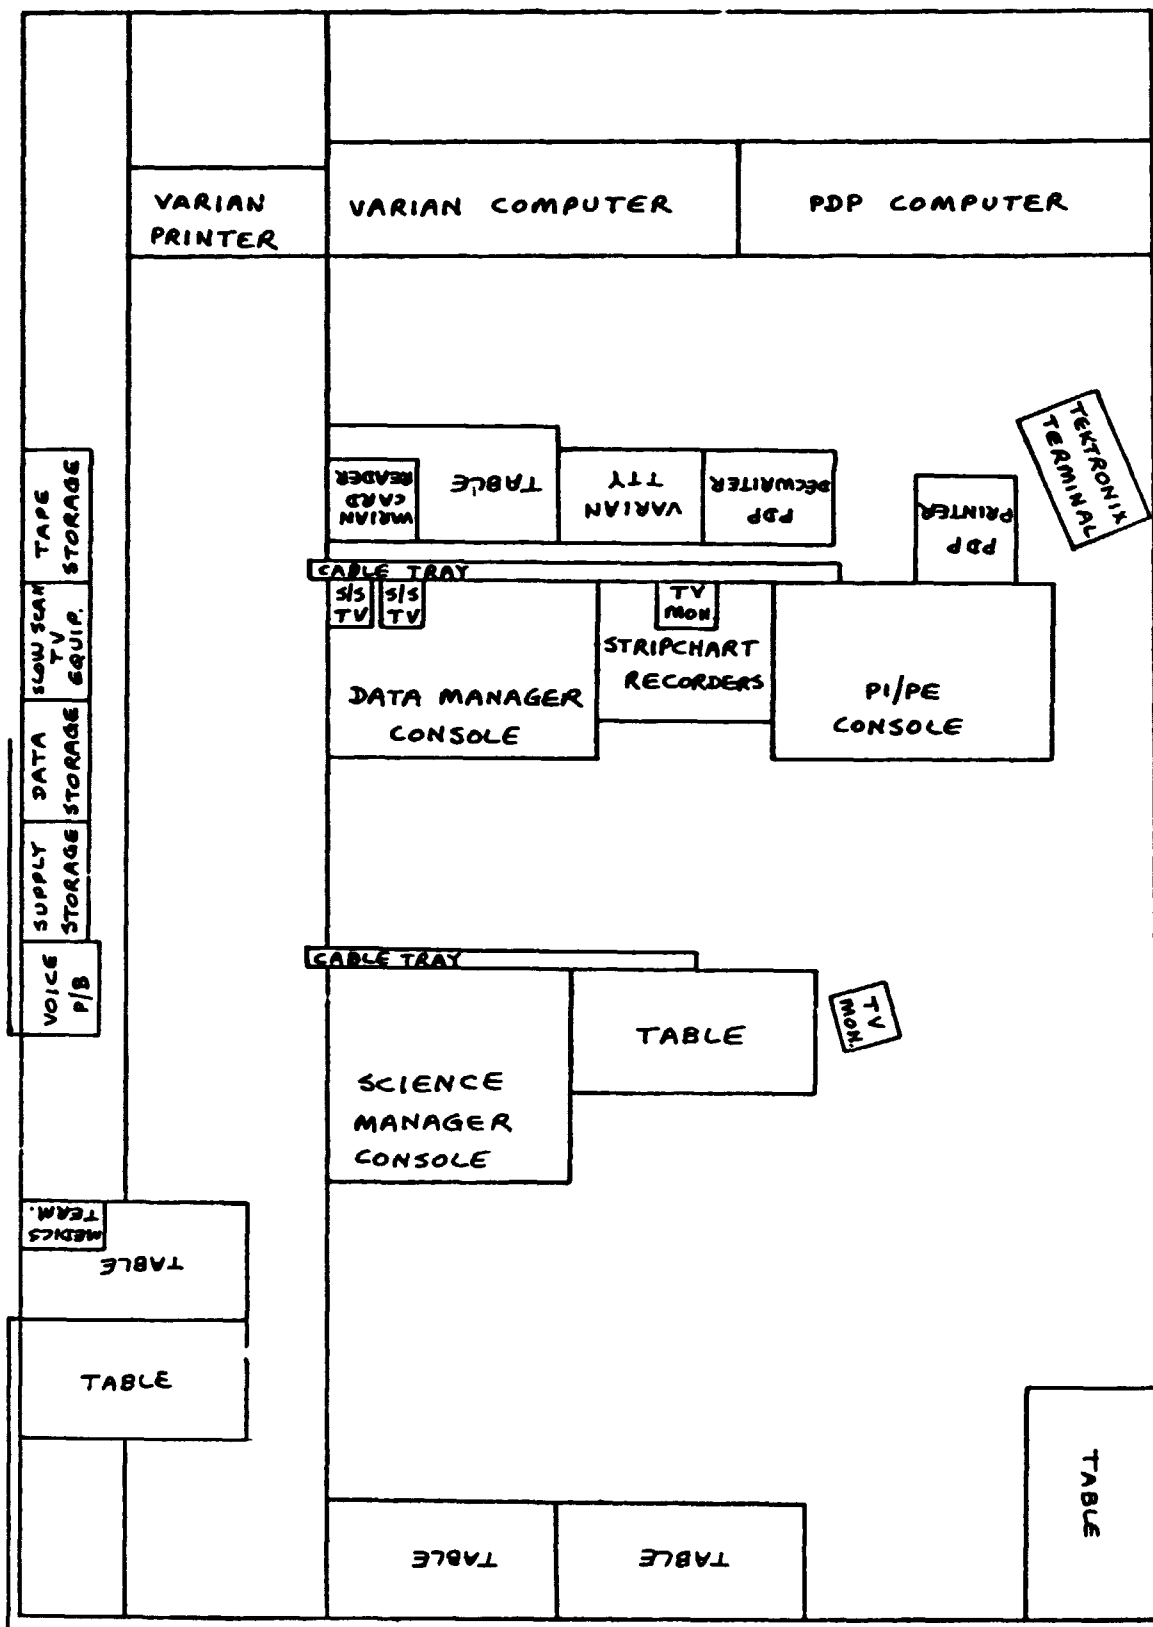 VARIAN
PRINTER
VARIAN COMPUTER
PDP COMPUTER
TEKTRONIX
TERMINAL
VARIAN
CARD
READER
TABLE
VARIAN
TTY
PDP
DECWRITER
PDP
PRINTER
TAPE
STORAGE
CABLE TRAY
S/S
TV
S/S
TV
TV
MON
SLOW SCAN
TV
EQUIP.
STRIPCHART
RECORDERS
DATA MANAGER
CONSOLE
PI/PE
CONSOLE
DATA
STORAGE
SUPPLY
STORAGE
VOICE
P/B
CABLE TRAY
TABLE
TV
MON.
SCIENCE
MANAGER
CONSOLE
MEDICS
TERM.
TABLE
TABLE
TABLE
TABLE
TABLE